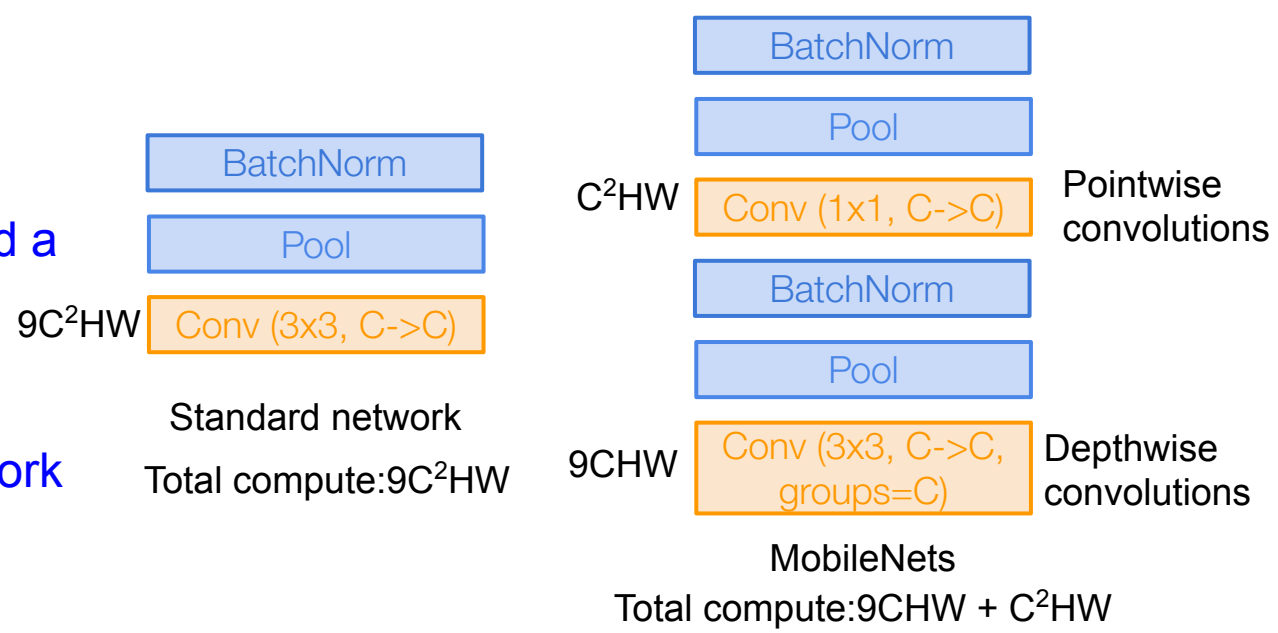 d a
ork
BatchNorm
Pool
9C²HW
Conv (3x3, C->C)
Standard network
Total compute:9C²HW
BatchNorm
Pool
C²HW
Conv (1x1, C->C)
Pointwise
convolutions
BatchNorm
Pool
9CHW
Conv (3x3, C->C,
groups=C)
Depthwise
convolutions
MobileNets
Total compute:9CHW + C²HW